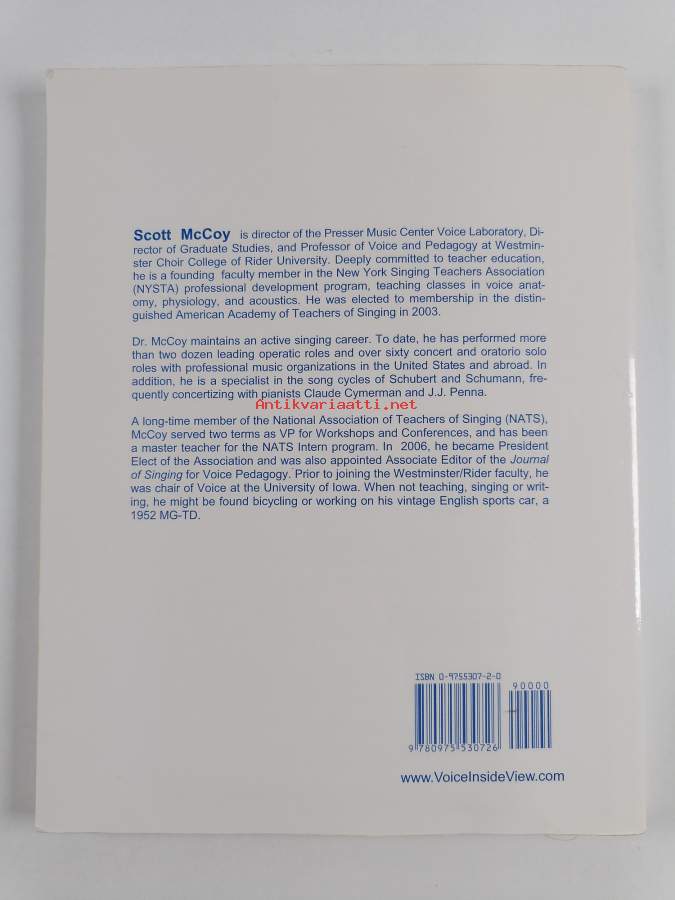 Scott McCoy is director of the Presser Music Center Voice Laboratory, Di-
rector of Graduate Studies, and Professor of Voice and Pedagogy at Westmin-
ster Choir College of Rider University. Deeply committed to teacher education,
he is a founding faculty member in the New York Singing Teachers Association
(NYSTA) professional development program, teaching classes in voice anat-
omy, physiology, and acoustics. He was elected to membership in the distin-
guished American Academy of Teachers of Singing in 2003.
Dr. McCoy maintains an active singing career. To date, he has performed more
than two dozen leading operatic roles and over sixty concert and oratorio solo
roles with professional music organizations in the United States and abroad. In
addition, he is a specialist in the song cycles of Schubert and Schumann, fre-
quently concertizing with pianists Claude Cymerman and J.J. Penna.
Antikvariaatti.net
A long-time member of the National Association of Teachers of Singing (NATS),
McCoy served two terms as VP for Workshops and Conferences, and has been
a master teacher for the NATS Intern program. In 2006, he became President
Elect of the Association and was also appointed Associate Editor of the Journal
of Singing for Voice Pedagogy. Prior to joining the Westminster/Rider faculty, he
was chair of Voice at the University of Iowa. When not teaching, singing or writ-
ing, he might be found bicycling or working on his vintage English sports car, a
1952 MG-TD.
ISBN 0-9755307-2-0
90000
9 780975 530726
www.VoiceInsideView.com